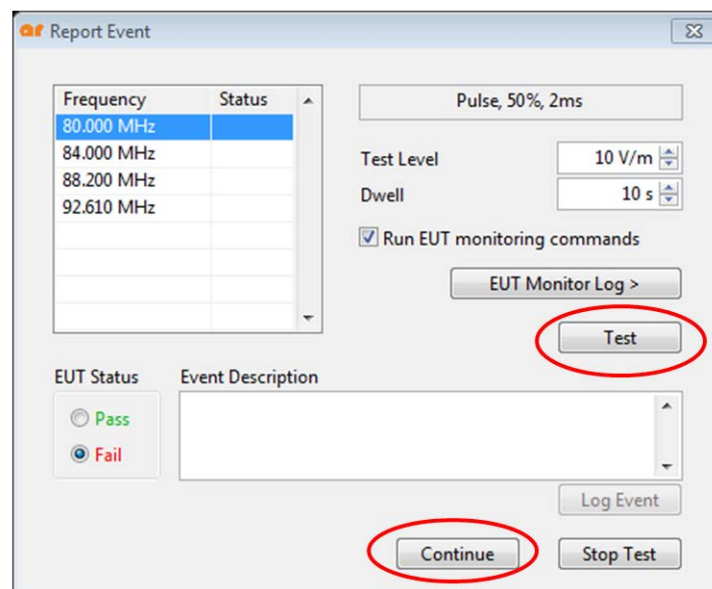 ar Report Event
Frequency Status
80.000 MHz
84.000 MHz
88.200 MHz
92.610 MHz
Pulse, 50%, 2ms
Test Level 10 V/m
Dwell 10 s
Run EUT monitoring commands
EUT Monitor Log >
Test
EUT Status Event Description
Pass
Fail
Log Event
Continue Stop Test